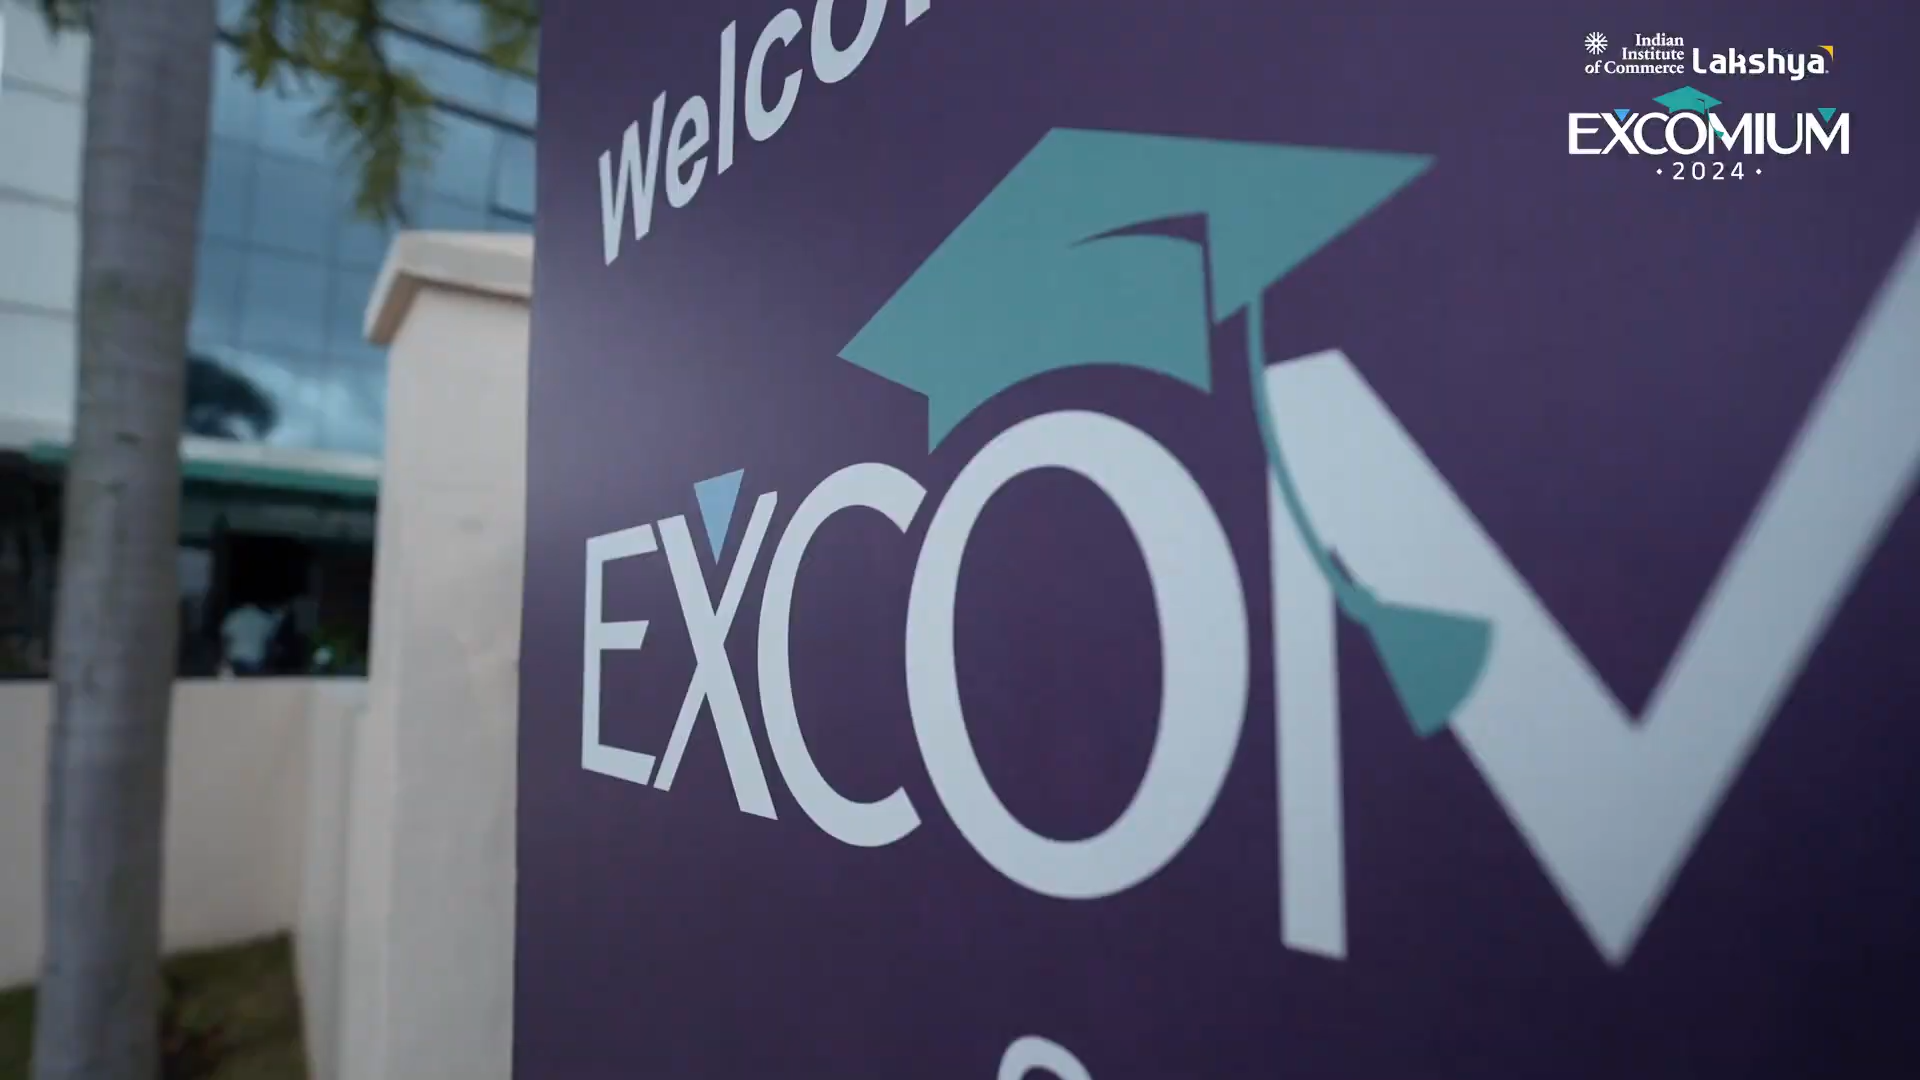 Indian
Institute
of Commerce
Lakshya
EXCOMIUM
• 2024 •
Welco
EXCOM